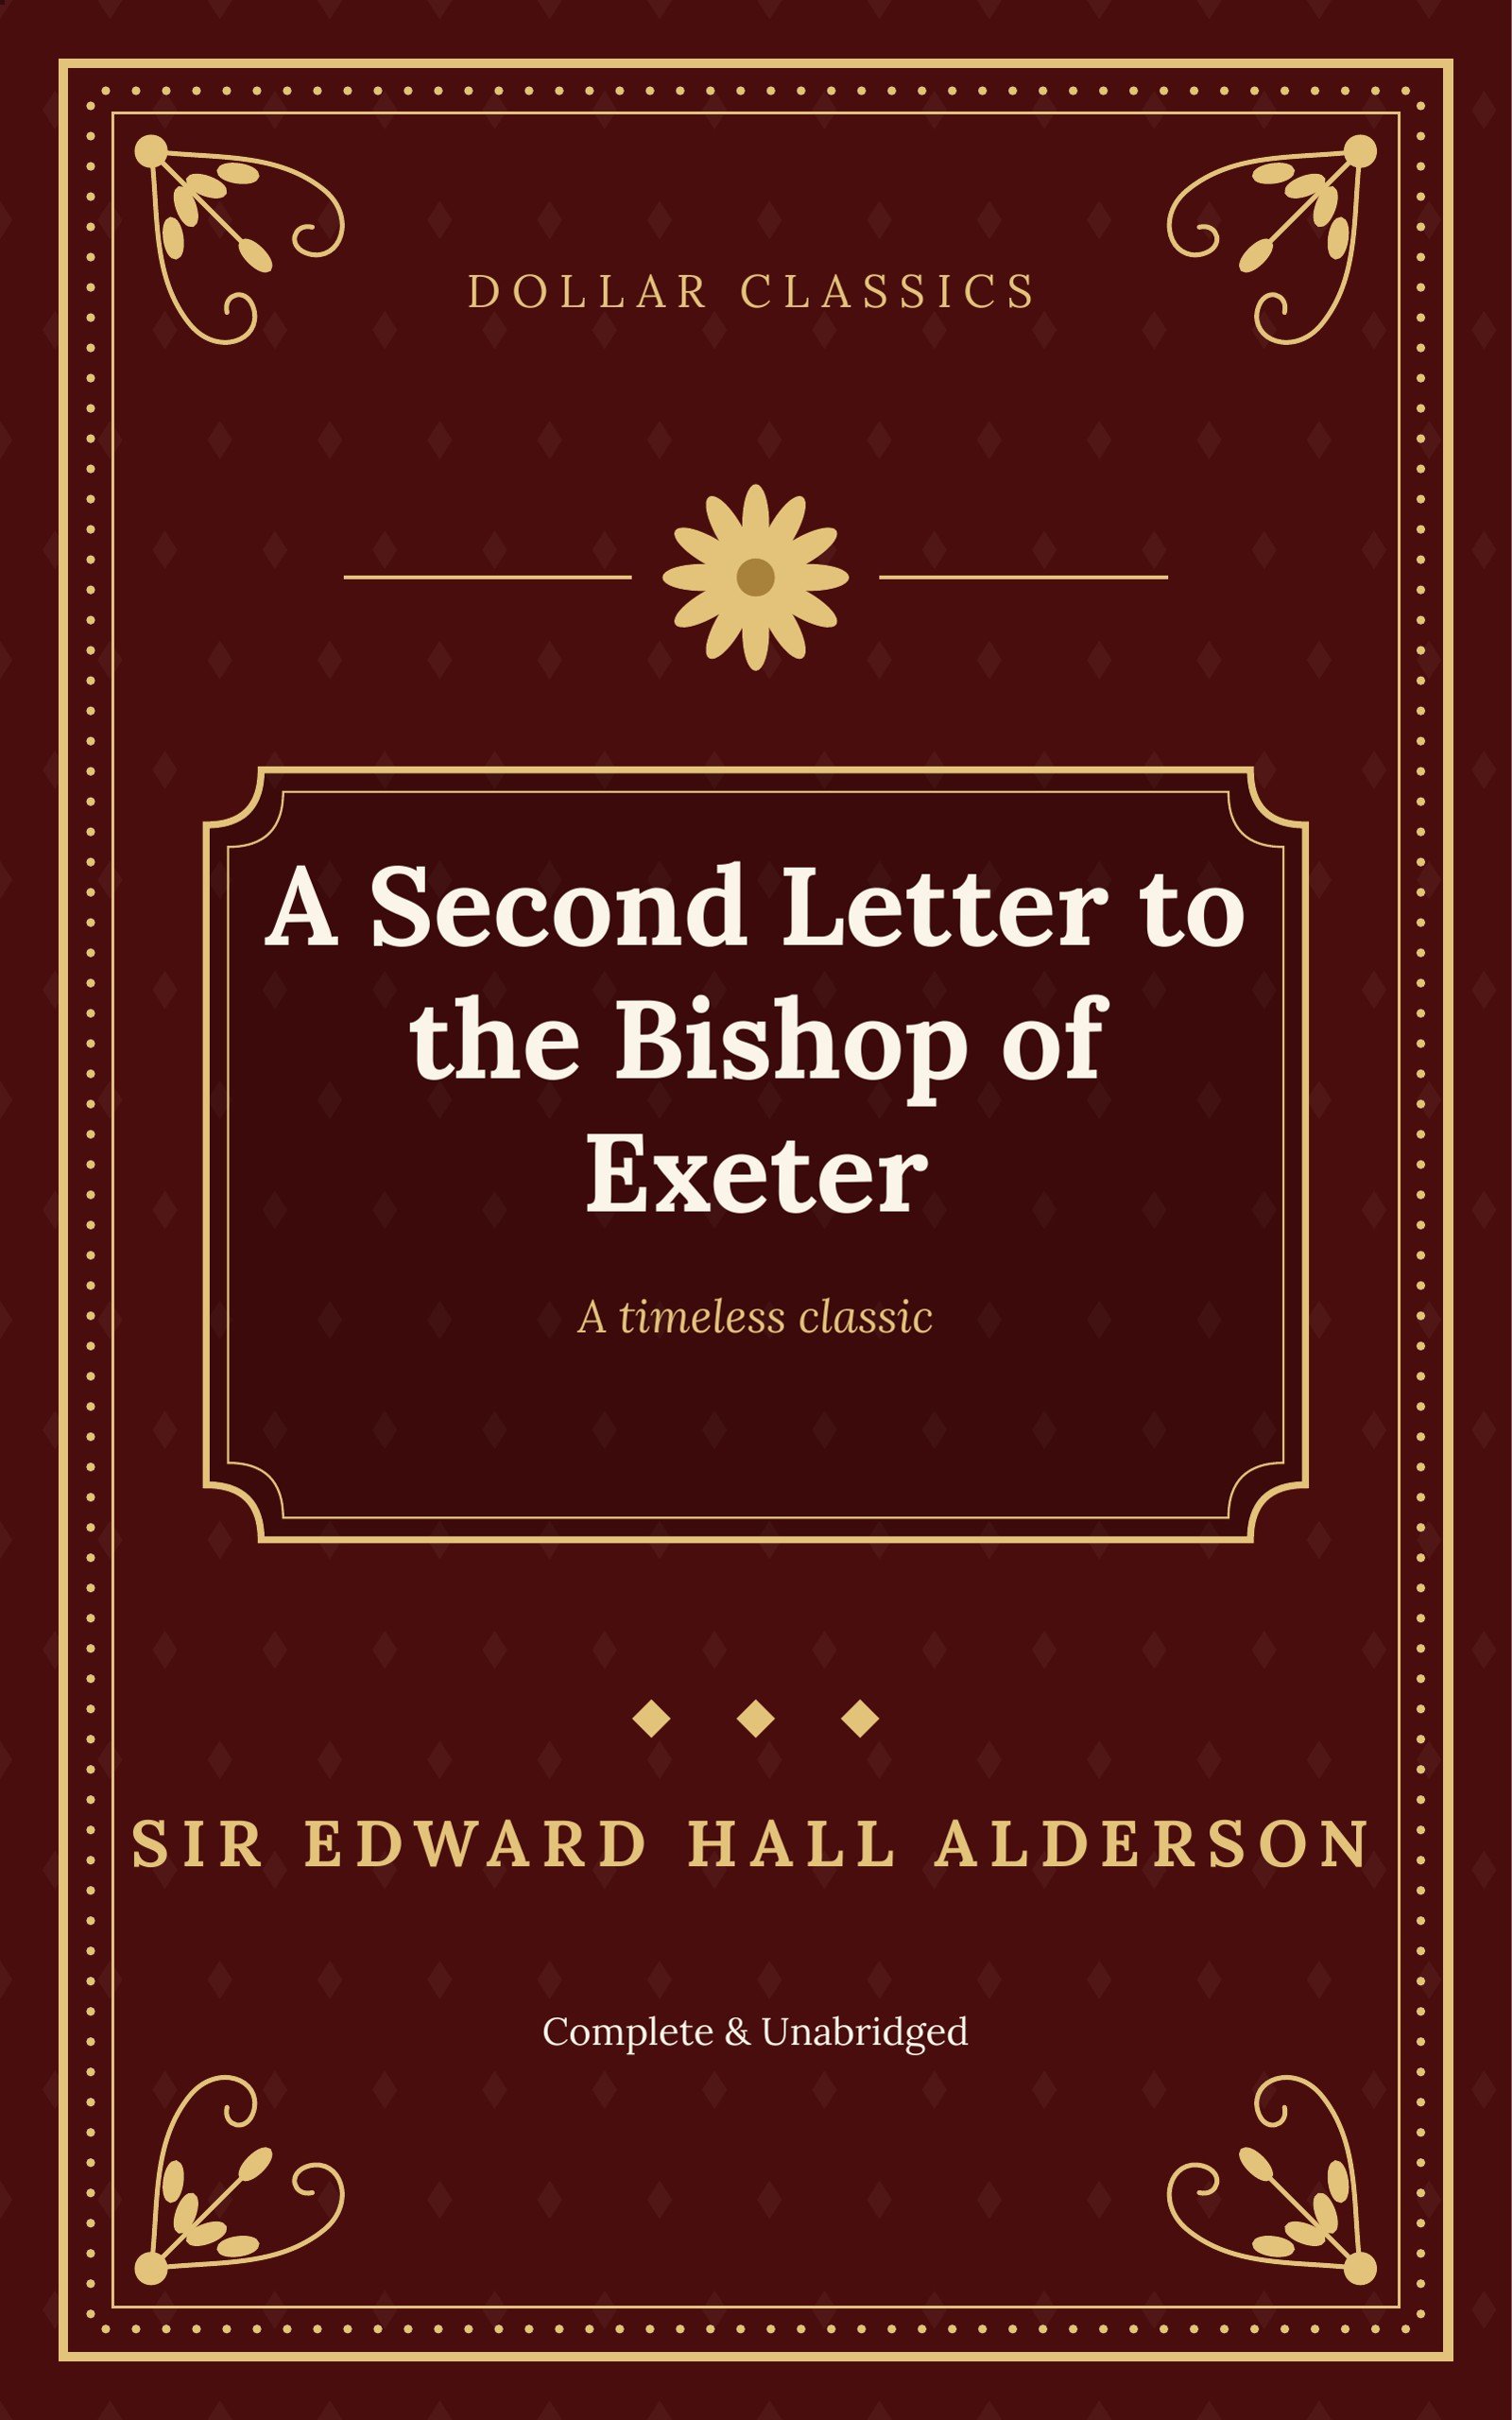 DOLLAR CLASSICS
A Second Letter to
the Bishop of
Exeter
A timeless classic
SIR EDWARD HALL ALDERSON
Complete & Unabridged